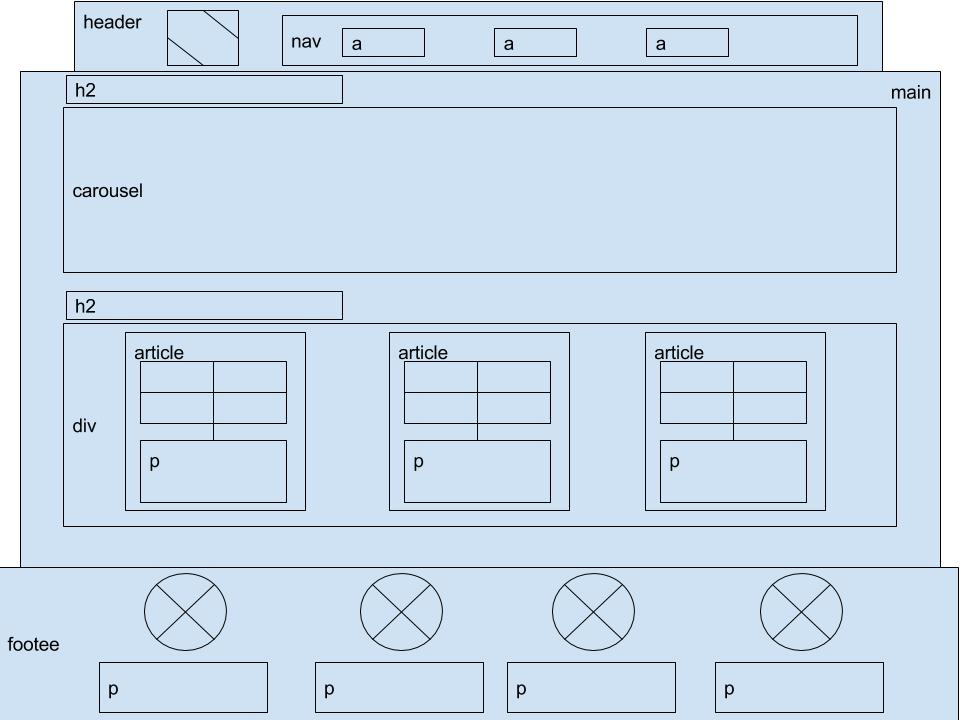 header
nav
a
a
a
h2
main
carousel
h2
article
article
article
div
p
p
p
footee
p
p
p
p